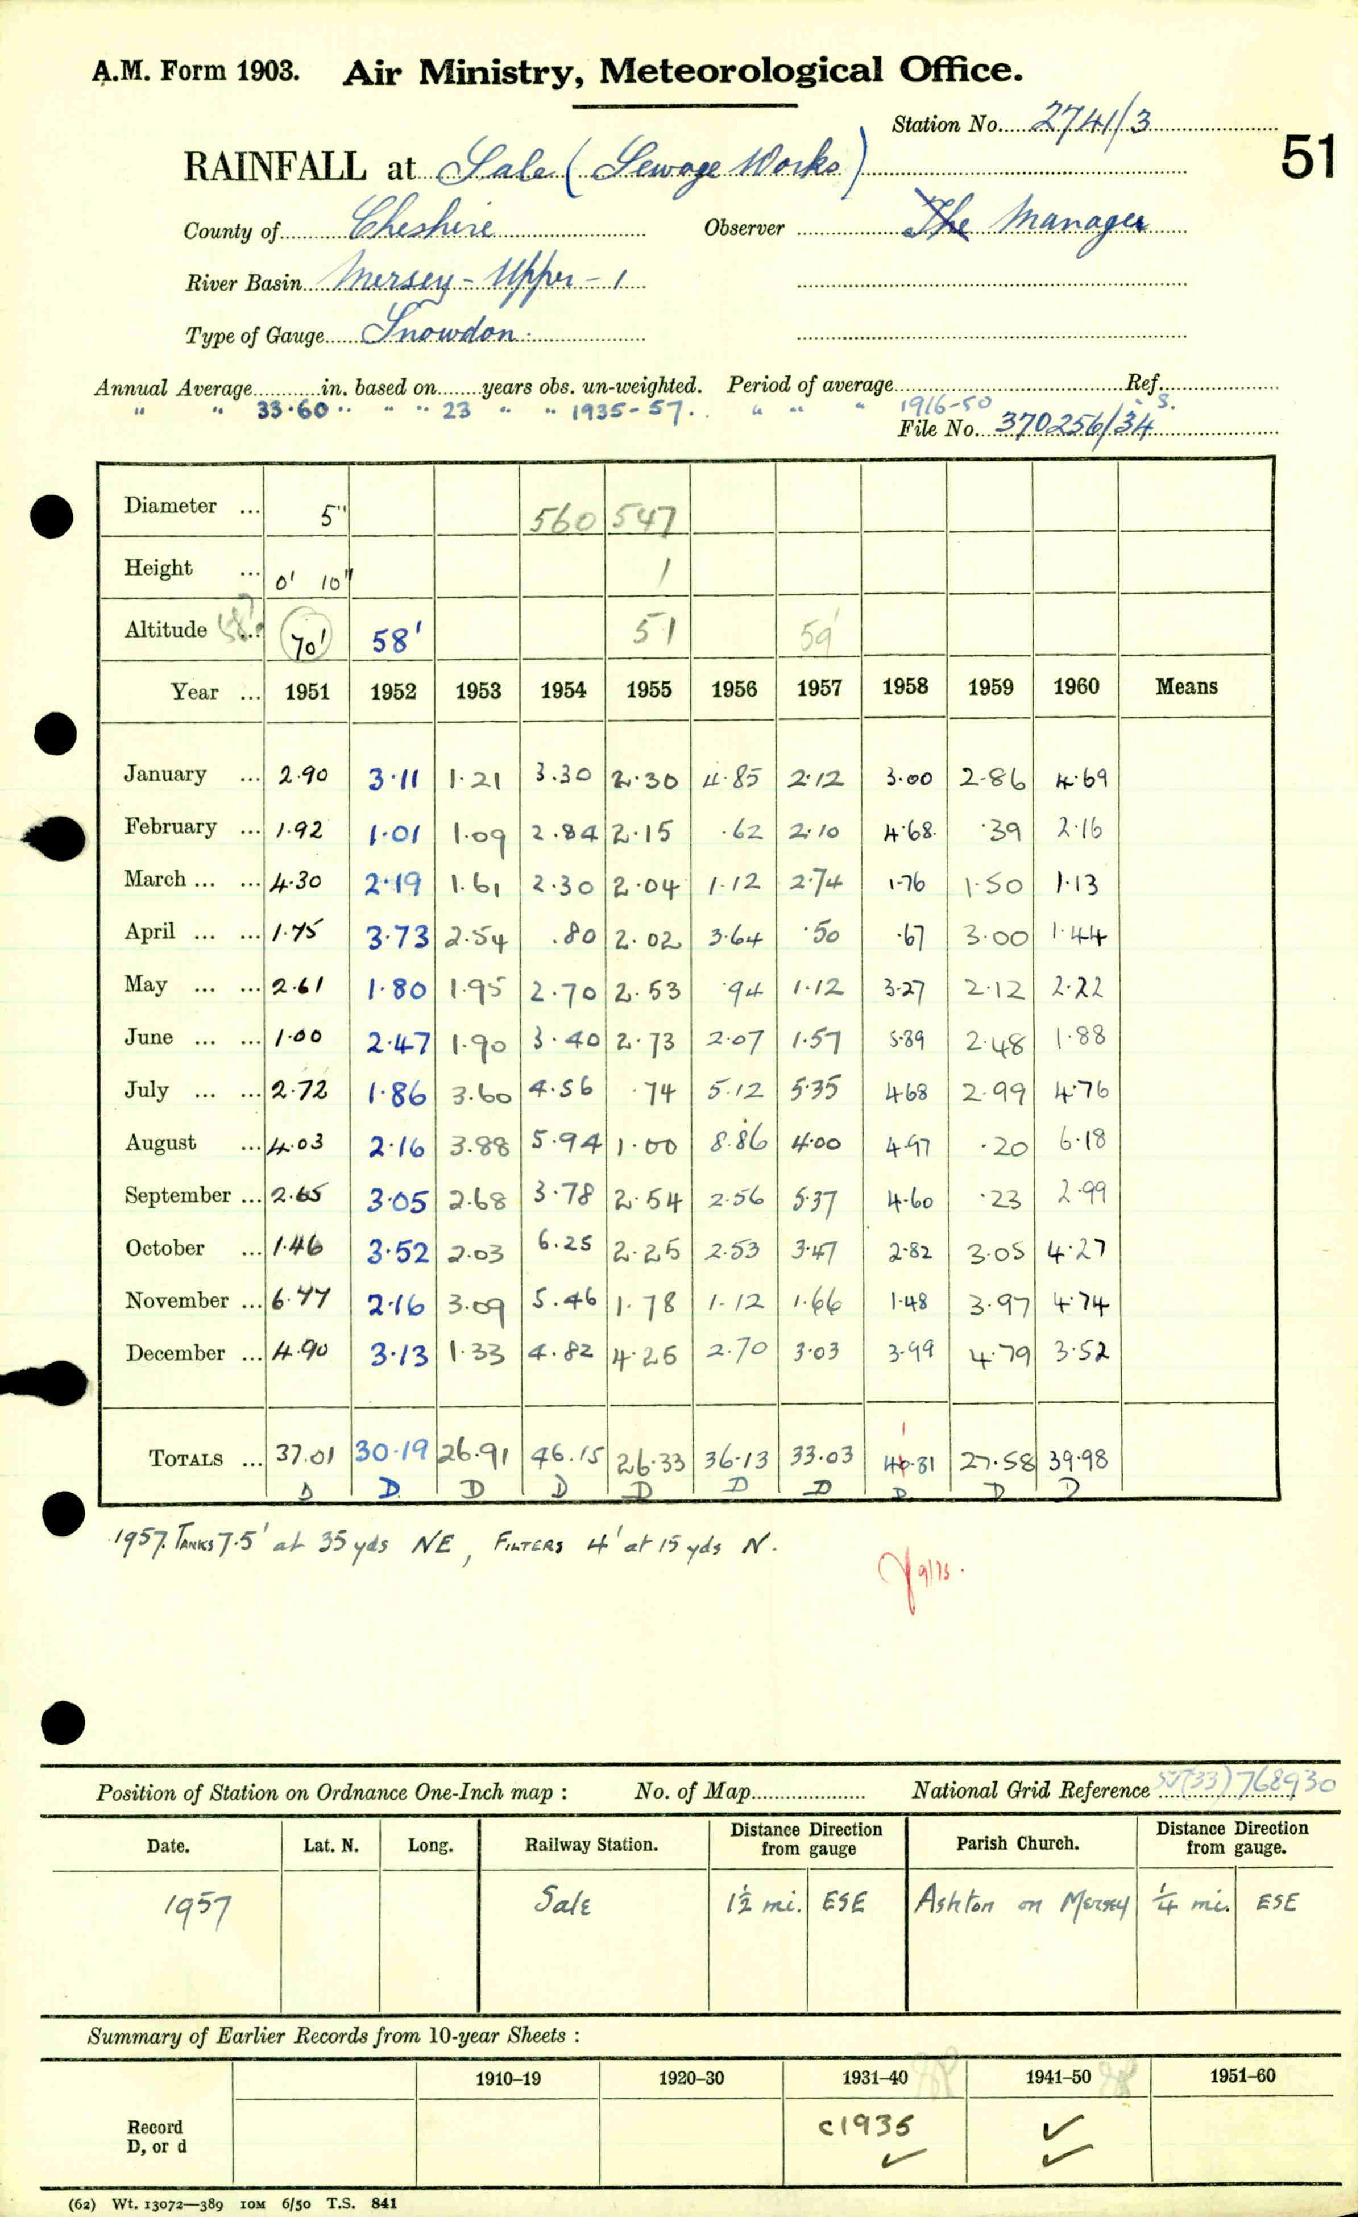 A.M. Form 1903. Air Ministry, Meteorological Office.
Station No. 2741/3
51
RAINFALL at Sale (Sewage Works)
County of Cheshire Observer The Manager
River Basin Mersey - Upper - 1
Type of Gauge Snowdon.
Annual Average in. based on years obs. un-weighted. Period of average Ref.
" " 33.60 " " " 23 " " 1935-57. " " " 1916-50 S.
File No. 370256/34
Diameter ... 5" 560 547
Height ... 0' 10" 1
Altitude 58' ... 70' 58' 51 59'
Year ... 1951 1952 1953 1954 1955 1956 1957 1958 1959 1960 Means
January ... 2.90 3.11 1.21 3.30 2.30 4.85 2.12 3.00 2.86 4.69
February ... 1.92 1.01 1.09 2.84 2.15 .62 2.10 4.68 .39 2.16
March ... ... 4.30 2.19 1.61 2.30 2.04 1.12 2.74 1.76 1.50 1.13
April ... ... 1.75 3.73 2.54 .80 2.02 3.64 .50 .67 3.00 1.44
May ... ... 2.61 1.80 1.95 2.70 2.53 .94 1.12 3.27 2.12 2.22
June ... ... 1.00 2.47 1.90 3.40 2.73 2.07 1.57 5.89 2.48 1.88
July ... ... 2.72 1.86 3.60 4.56 .74 5.12 5.35 4.68 2.99 4.76
August ... 4.03 2.16 3.88 5.94 1.00 8.86 4.00 4.97 .20 6.18
September ... 2.65 3.05 2.68 3.78 2.54 2.56 5.37 4.60 .23 2.99
October ... 1.46 3.52 2.03 6.25 2.25 2.53 3.47 2.82 3.05 4.27
November ... 6.77 2.16 3.09 5.46 1.78 1.12 1.66 1.48 3.97 4.74
December ... 4.90 3.13 1.33 4.82 4.25 2.70 3.03 3.99 4.79 3.52
1
TOTALS ... 37.01 30.19 26.91 46.15 26.33 36.13 33.03 40.81 27.58 39.98
D D D D D D D D D D
1957. TANKS 7.5' at 35 yds NE, FILTERS 4' at 15 yds N.
Position of Station on Ordnance One-Inch map : No. of Map National Grid Reference (33) 768930
Date. Lat. N. Long. Railway Station. Distance from gauge Direction Parish Church. Distance from gauge. Direction
1957 Sale 1½ mi. ESE Ashton on Mersey ¼ mi. ESE
Summary of Earlier Records from 10-year Sheets :
1910–19 1920–30 1931–40 1941–50 1951–60
Record c1935 ✓
D, or d ✓ ✓
(62) Wt. 13072—389 10M 6/50 T.S. 841